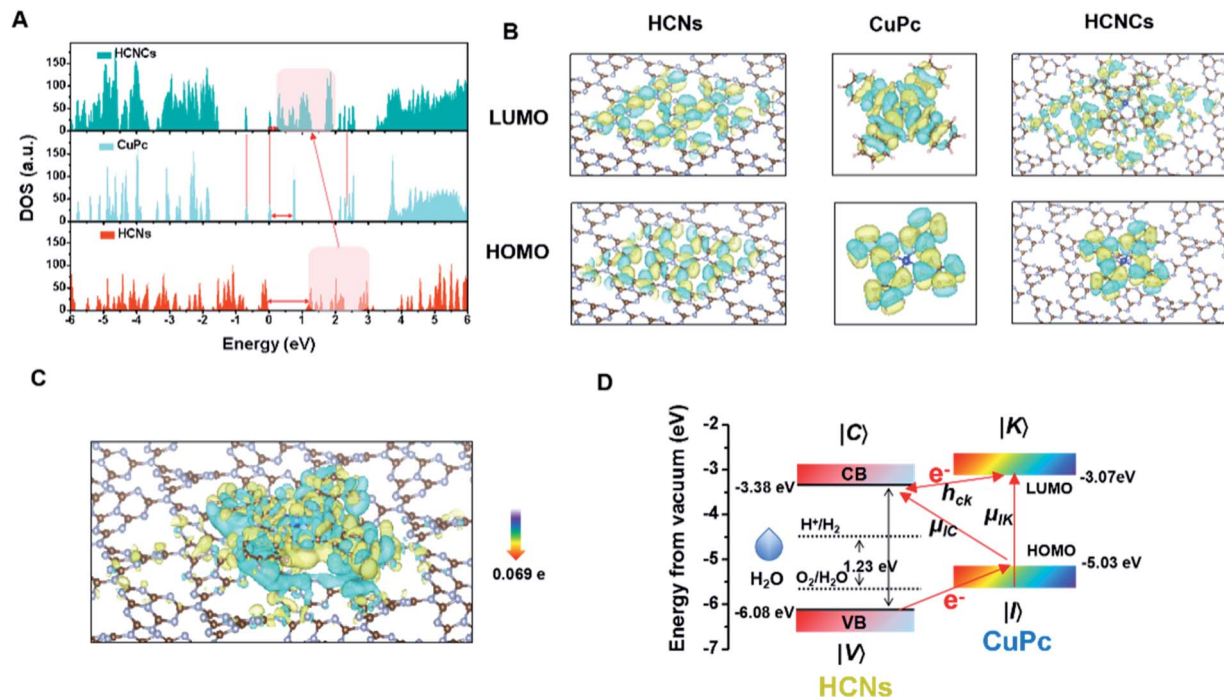 A
HCNCs
150
100
50
0
CuPc
150
100
50
0
HCNs
150
100
50
0
-6 -5 -4 -3 -2 -1 0 1 2 3 4 5 6
DOS (a.u.)
Energy (eV)
B
HCNs CuPc HCNCs
LUMO
HOMO
C
0.069 e
D
Energy from vacuum (eV)
-2
-3
-4
-5
-6
-7
|C⟩ |K⟩
CB
e-
-3.38 eV
LUMO
-3.07eV
hck
μIC
μIK
H+/H2
1.23 eV
H2O
O2/H2O
HOMO
-5.03 eV
-6.08 eV
VB
e-
|V⟩ |I⟩
HCNs
CuPc